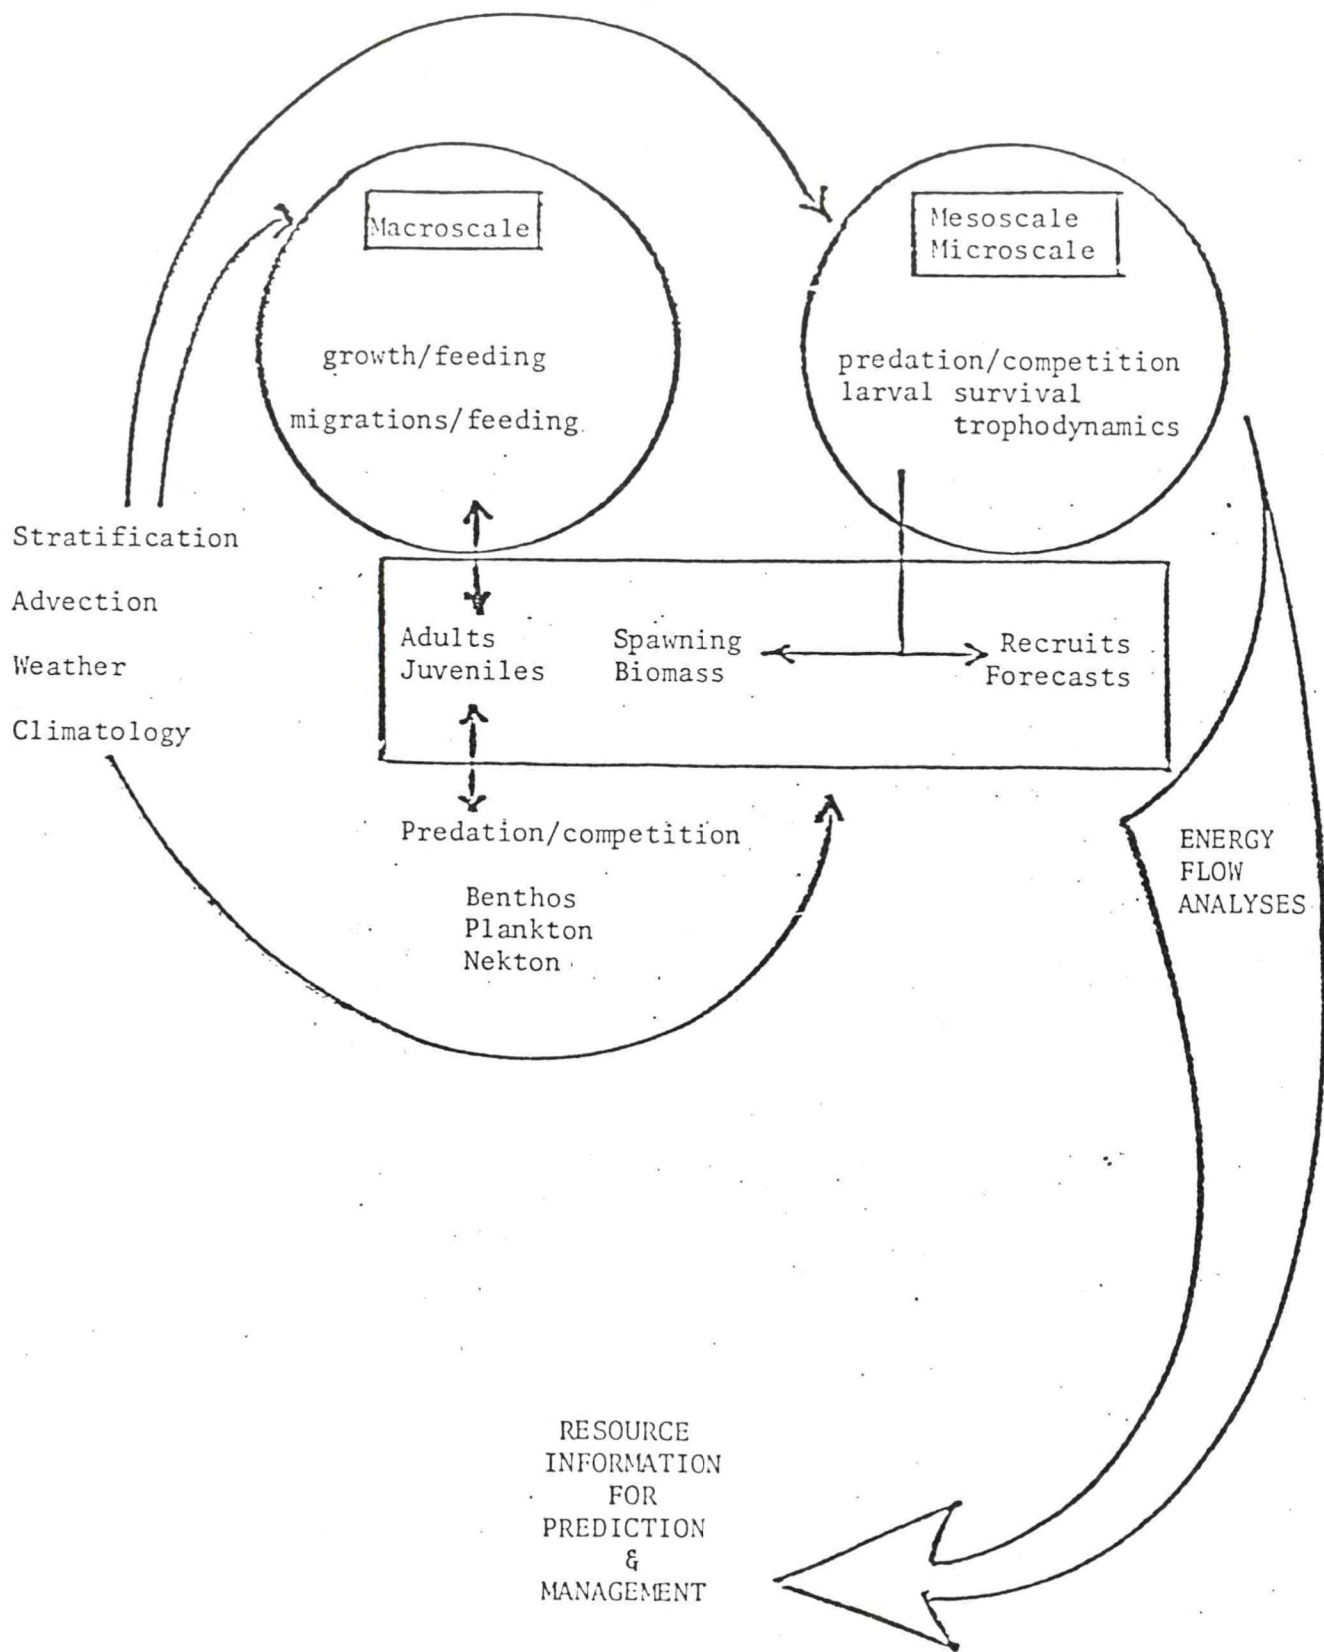 Macroscale
growth/feeding
migrations/feeding
Mesoscale
Microscale
predation/competition
larval survival
trophodynamics
Stratification
Advection
Weather
Climatology
Adults
Juveniles
Spawning
Biomass
Recruits
Forecasts
Predation/competition
Benthos
Plankton
Nekton
ENERGY
FLOW
ANALYSES
RESOURCE
INFORMATION
FOR
PREDICTION
&
MANAGEMENT